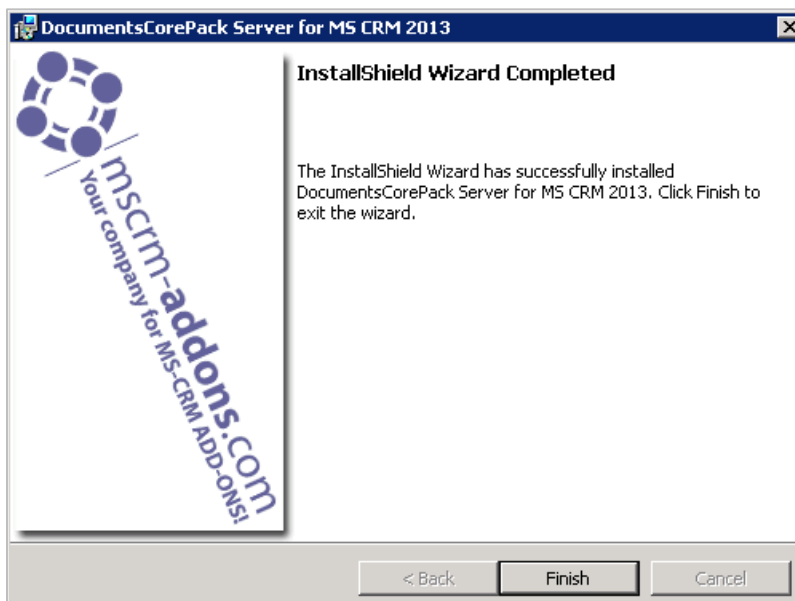 DocumentsCorePack Server for MS CRM 2013
InstallShield Wizard Completed
The InstallShield Wizard has successfully installed
DocumentsCorePack Server for MS CRM 2013. Click Finish to
exit the wizard.
mscrm-addons.com
Your company for MS-CRM ADD-ONS!
< Back
Finish
Cancel